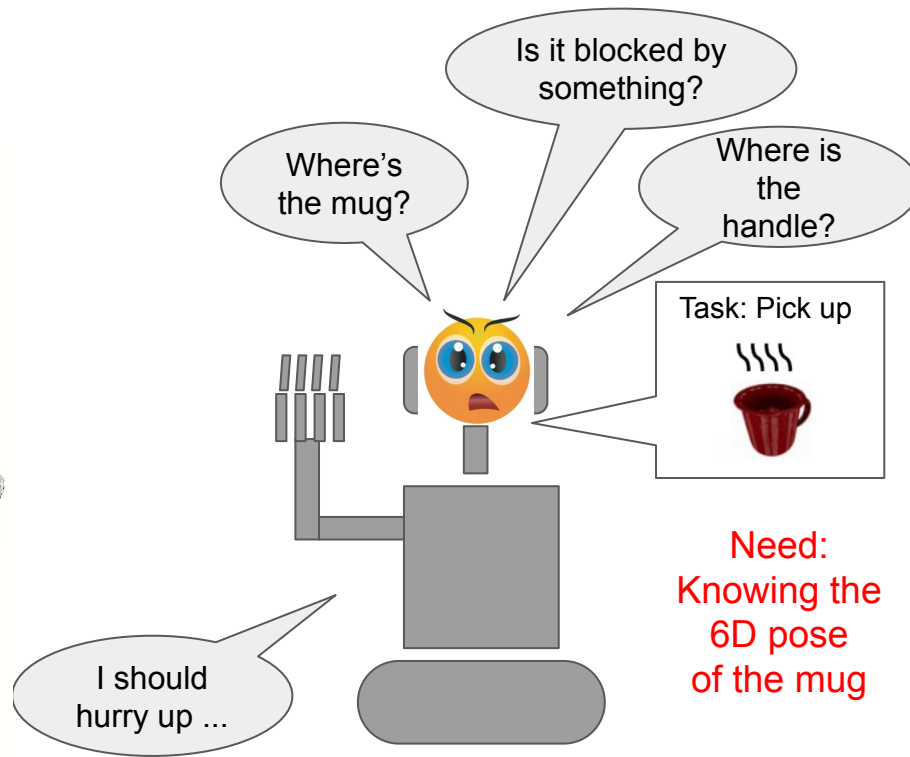 Is it blocked by
something?
Where's
the mug?
Where is
the
handle?
Task: Pick up
Need:
Knowing the
6D pose
of the mug
I should
hurry up ...